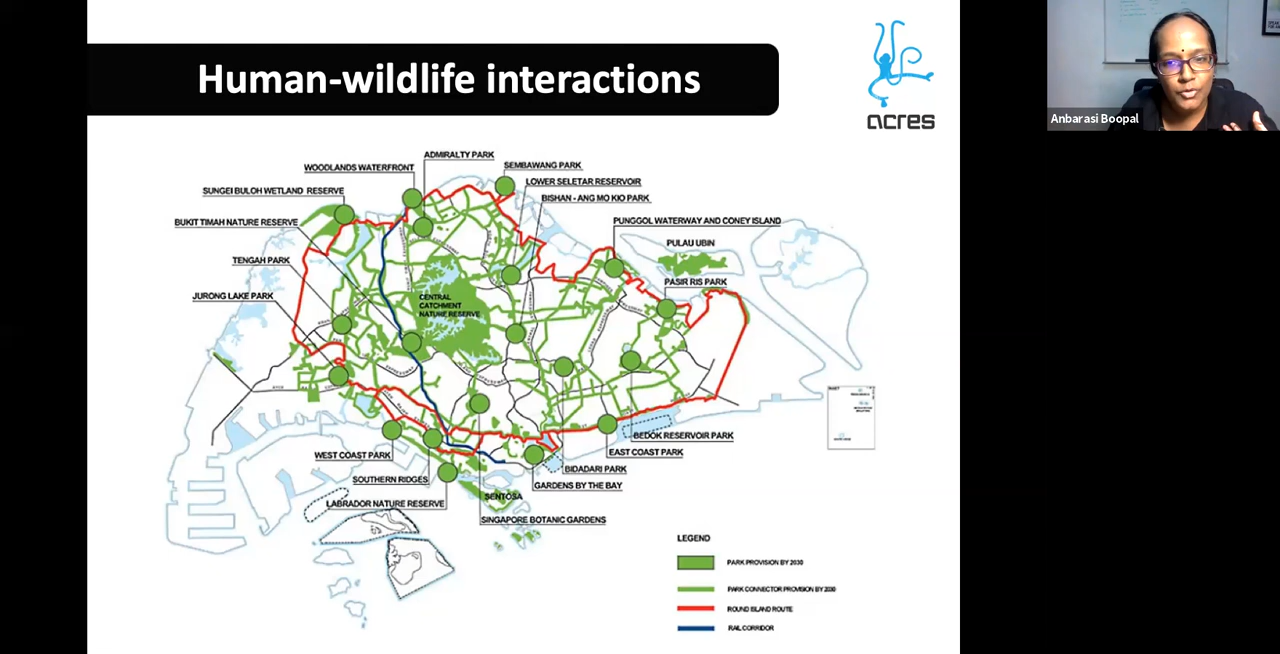 Human-wildlife interactions
acres
Anbarasi Boopal
ADMIRALTY PARK
WOODLANDS WATERFRONT
SEMBAWANG PARK
LOWER SELETAR RESERVOIR
SUNGEI BULOH WETLAND RESERVE
BISHAN - ANG MO KIO PARK
BUKIT TIMAH NATURE RESERVE
PUNGGOL WATERWAY AND CONEY ISLAND
PULAU UBIN
TENGAH PARK
PASIR RIS PARK
JURONG LAKE PARK
CENTRAL
CATCHMENT
NATURE RESERVE
BEDOK RESERVOIR PARK
EAST COAST PARK
WEST COAST PARK
BIDADARI PARK
SOUTHERN RIDGES
GARDENS BY THE BAY
SENTOSA
LABRADOR NATURE RESERVE
SINGAPORE BOTANIC GARDENS
LEGEND
PARK PROVISION BY 2030
PARK CONNECTOR PROVISION BY 2030
ROUND ISLAND ROUTE
RAIL CORRIDOR